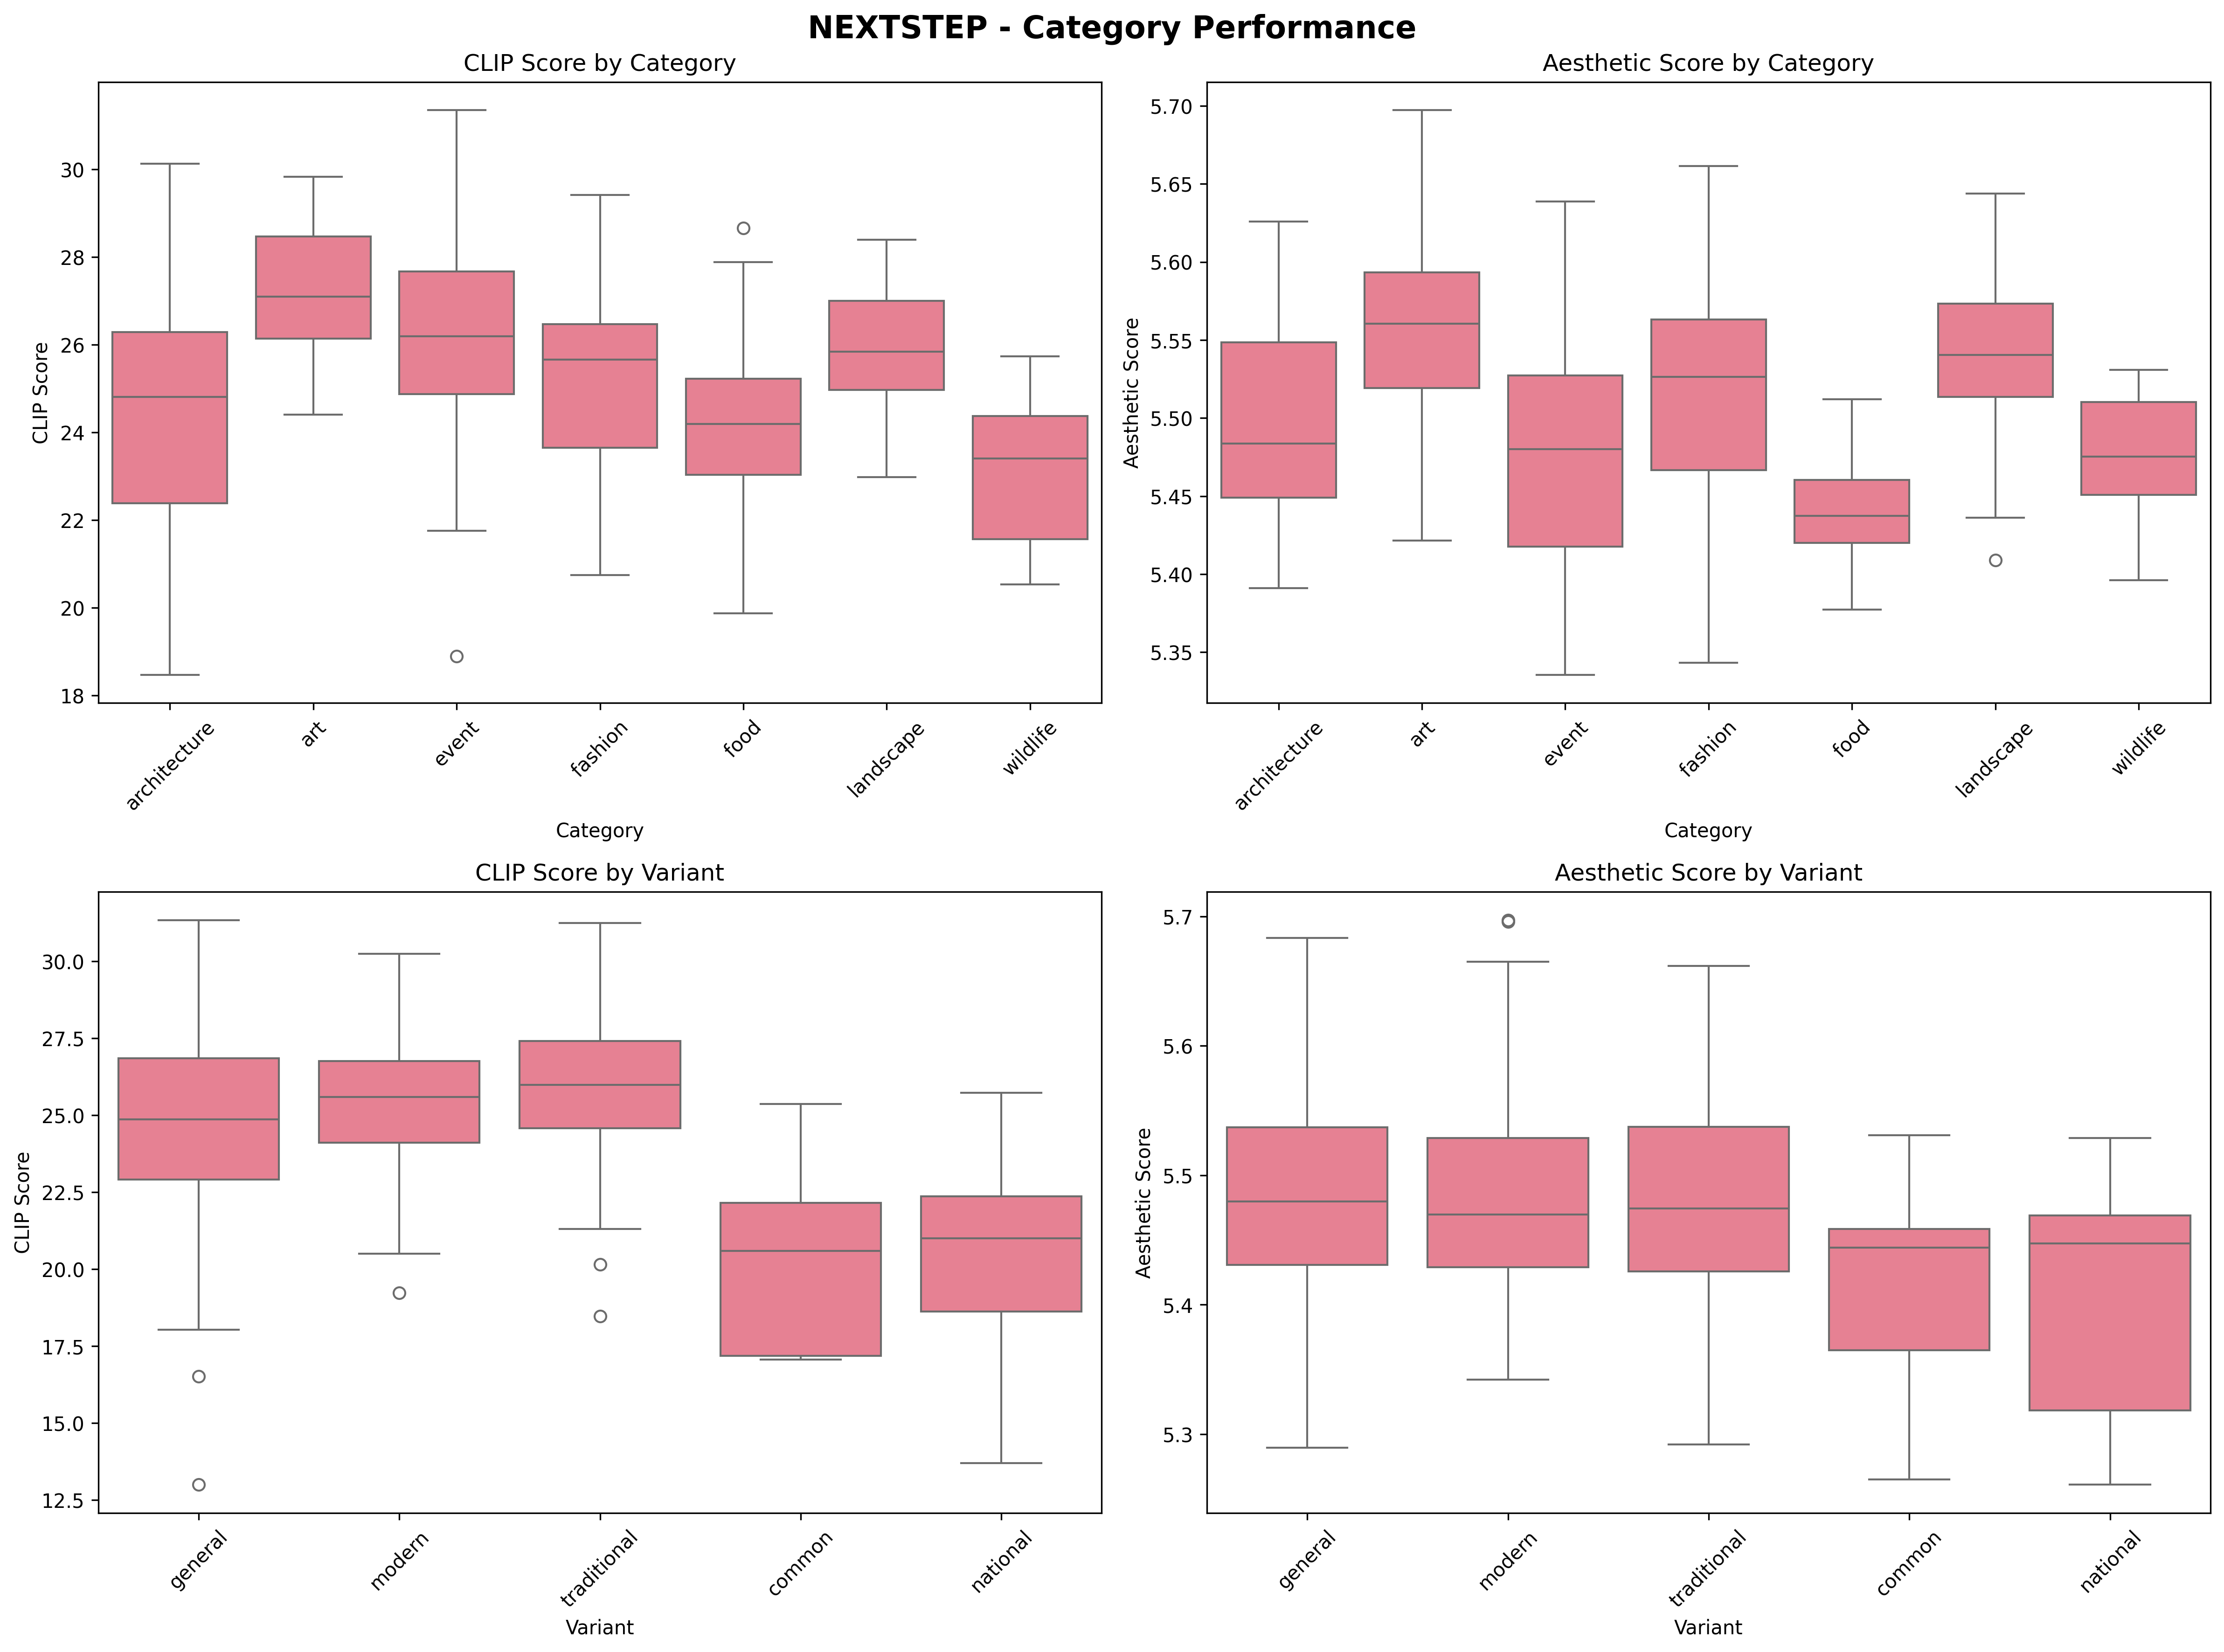 NEXTSTEP - Category Performance
CLIP Score by Category
CLIP Score
30
28
26
24
22
20
18
architecture
art
event
fashion
food
landscape
wildlife
Category
Aesthetic Score by Category
Aesthetic Score
5.70
5.65
5.60
5.55
5.50
5.45
5.40
5.35
architecture
art
event
fashion
food
landscape
wildlife
Category
CLIP Score by Variant
CLIP Score
30.0
27.5
25.0
22.5
20.0
17.5
15.0
12.5
general
modern
traditional
common
national
Variant
Aesthetic Score by Variant
Aesthetic Score
5.7
5.6
5.5
5.4
5.3
general
modern
traditional
common
national
Variant